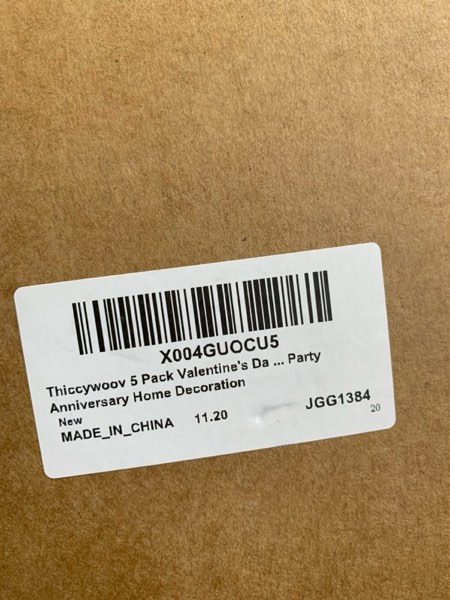 X004GUOCU5
Thiccywoov 5 Pack Valentine's Da ... Party
Anniversary Home Decoration
New
MADE_IN_CHINA 11.20 JGG1384
20